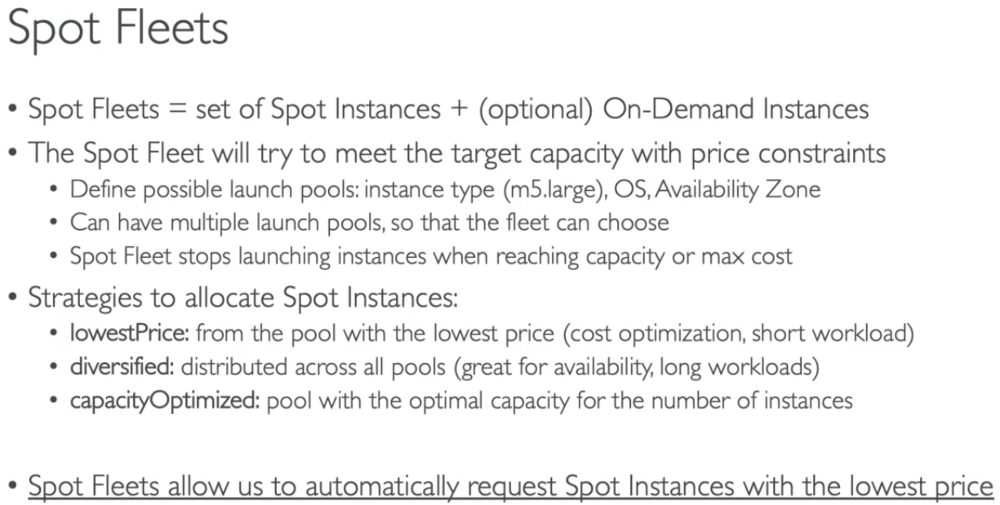 Spot Fleets
• Spot Fleets = set of Spot Instances + (optional) On-Demand Instances
• The Spot Fleet will try to meet the target capacity with price constraints
• Define possible launch pools: instance type (m5.large), OS, Availability Zone
• Can have multiple launch pools, so that the fleet can choose
• Spot Fleet stops launching instances when reaching capacity or max cost
• Strategies to allocate Spot Instances:
• lowestPrice: from the pool with the lowest price (cost optimization, short workload)
• diversified: distributed across all pools (great for availability, long workloads)
• capacityOptimized: pool with the optimal capacity for the number of instances
• Spot Fleets allow us to automatically request Spot Instances with the lowest price